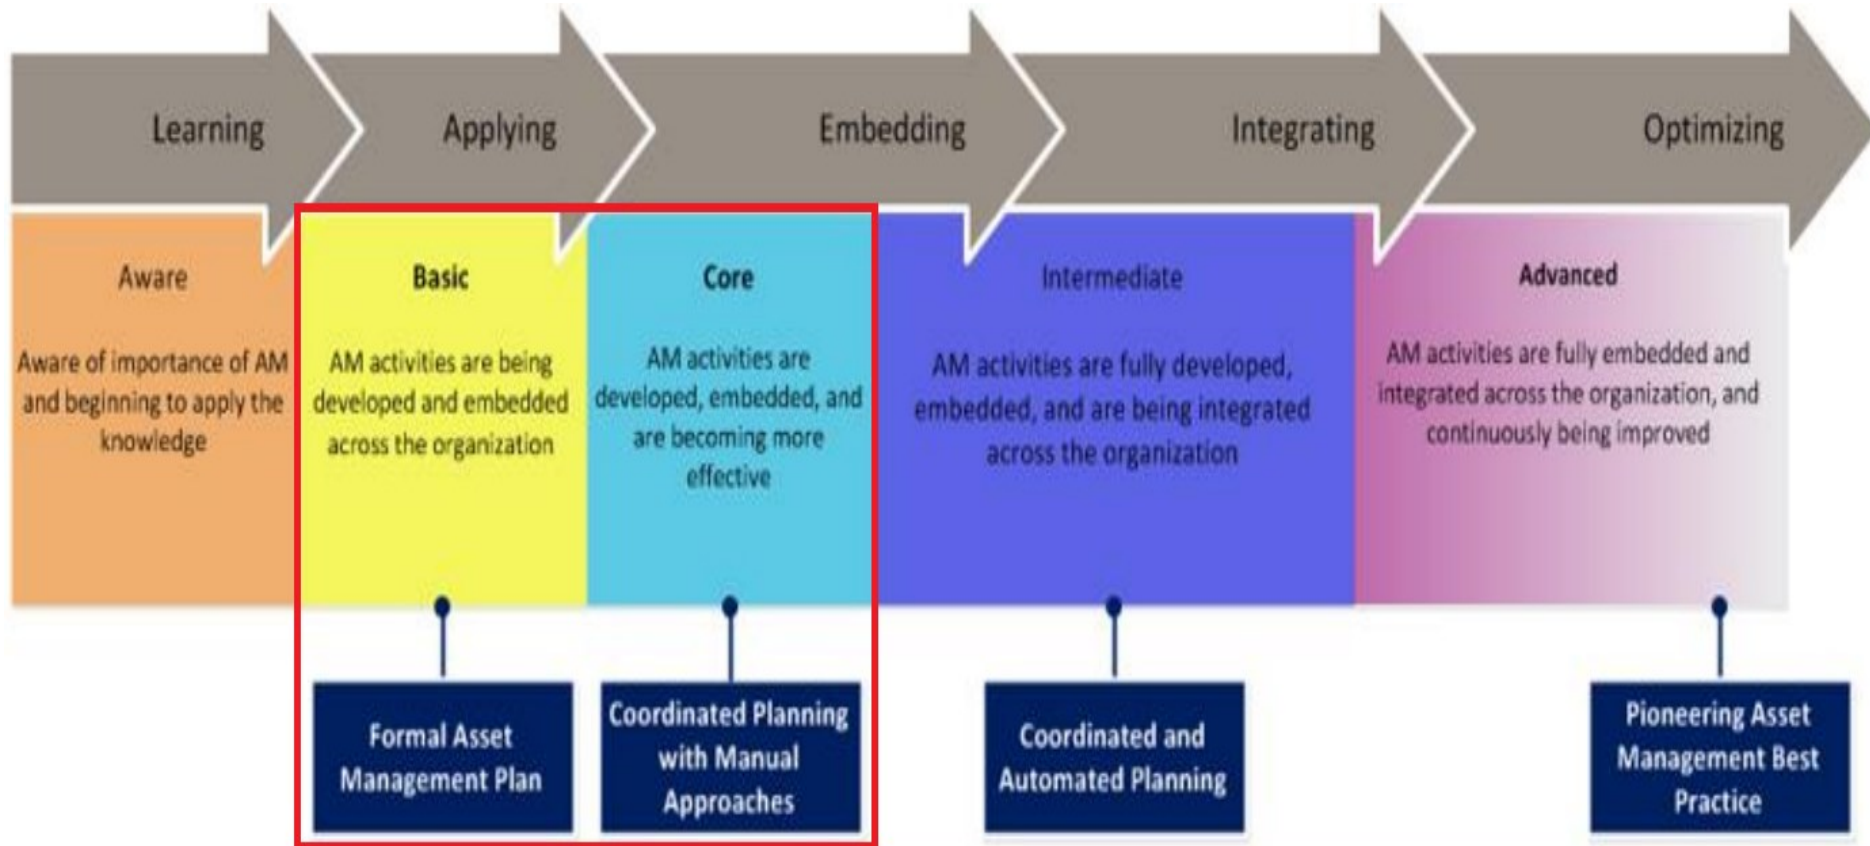 Learning
Applying
Embedding
Integrating
Optimizing
Aware
Aware of importance of AM
and beginning to apply the
knowledge
Basic
AM activities are being
developed and embedded
across the organization
Core
AM activities are
developed, embedded, and
are becoming more
effective
Intermediate
AM activities are fully developed,
embedded, and are being integrated
across the organization
Advanced
AM activities are fully embedded and
integrated across the organization, and
continuously being improved
Formal Asset
Management Plan
Coordinated Planning
with Manual
Approaches
Coordinated and
Automated Planning
Pioneering Asset
Management Best
Practice